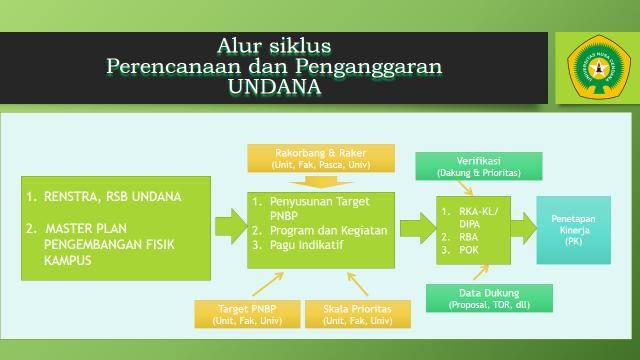 Alur siklus
Perencanaan dan Penganggaran
UNDANA
UNIVERSITAS NUSA CENDANA
Rakorbang & Raker
(Unit, Fak, Pasca, Univ)
Verifikasi
(Dakung & Prioritas)
1. RENSTRA, RSB UNDANA
2. MASTER PLAN
PENGEMBANGAN FISIK
KAMPUS
1. Penyusunan Target
PNBP
2. Program dan Kegiatan
3. Pagu Indikatif
1. RKA-KL/
DIPA
2. RBA
3. POK
Penetapan
Kinerja
(PK)
Target PNBP
(Unit, Fak, Univ)
Skala Prioritas
(Unit, Fak, Univ)
Data Dukung
(Proposal, TOR, dll)